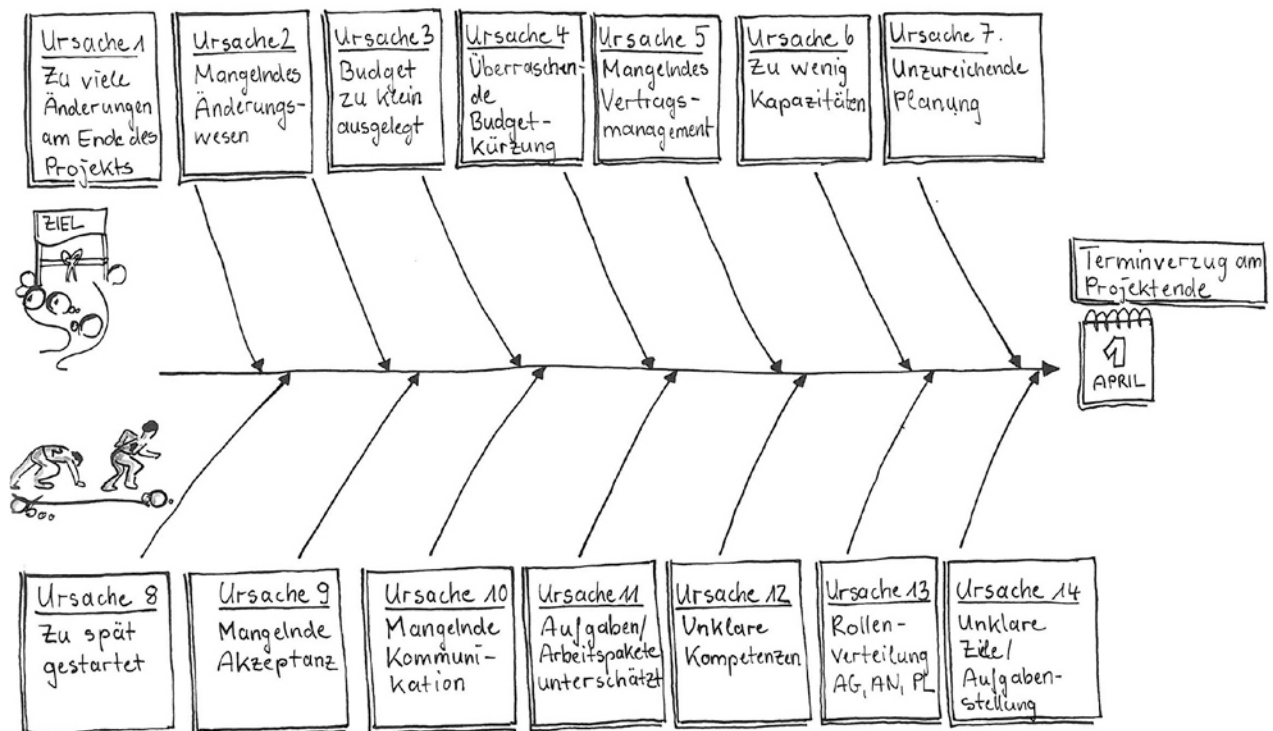 Ursache 1
Zu viele
Änderungen
am Ende des
Projekts
Ursache 2
Mangelndes
Änderungs-
wesen
Ursache 3
Budget
zu klein
ausgelegt
Ursache 4
Überraschen-
de
Budget-
kürzung
Ursache 5
Mangelndes
Vertrags-
management
Ursache 6
Zu wenig
Kapazitäten
Ursache 7.
Unzureichende
Planung
ZIEL
Terminverzug am
Projektende
1
APRIL
Ursache 8
Zu spät
gestartet
Ursache 9
Mangelnde
Akzeptanz
Ursache 10
Mangelnde
Kommuni-
kation
Ursache 11
Aufgaben/
Arbeitspakete
unterschätzt
Ursache 12
Unklare
Kompetenzen
Ursache 13
Rollen-
verteilung
AG, AN, PL
Ursache 14
Unklare
Ziele/
Aufgaben-
stellung